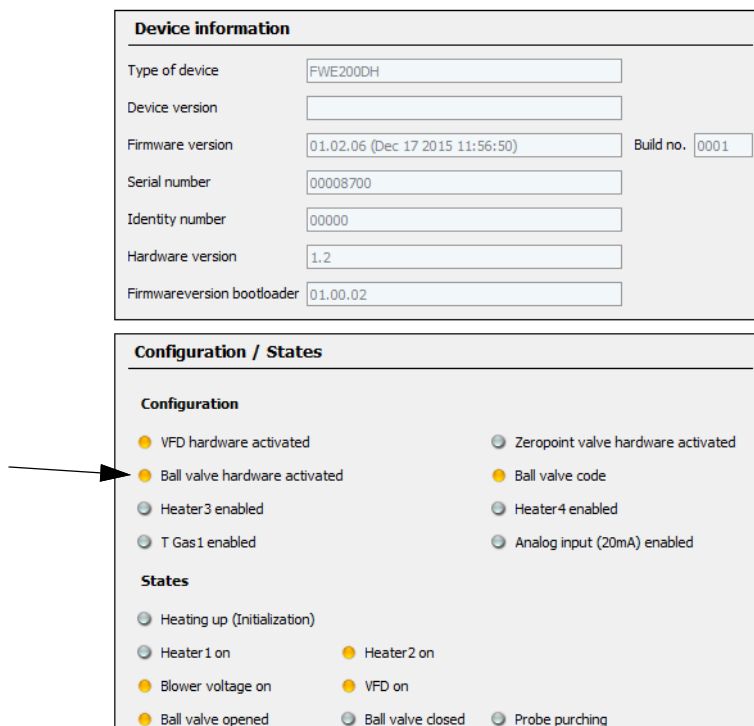 Device information
Type of device FWE200DH
Device version
Firmware version 01.02.06 (Dec 17 2015 11:56:50) Build no. 0001
Serial number 00008700
Identity number 00000
Hardware version 1.2
Firmwareversion bootloader 01.00.02
Configuration / States
Configuration
VFD hardware activated Zeropoint valve hardware activated
Ball valve hardware activated Ball valve code
Heater3 enabled Heater4 enabled
T Gas1 enabled Analog input (20mA) enabled
States
Heating up (Initialization)
Heater1 on Heater2 on
Blower voltage on VFD on
Ball valve opened Ball valve closed Probe purching